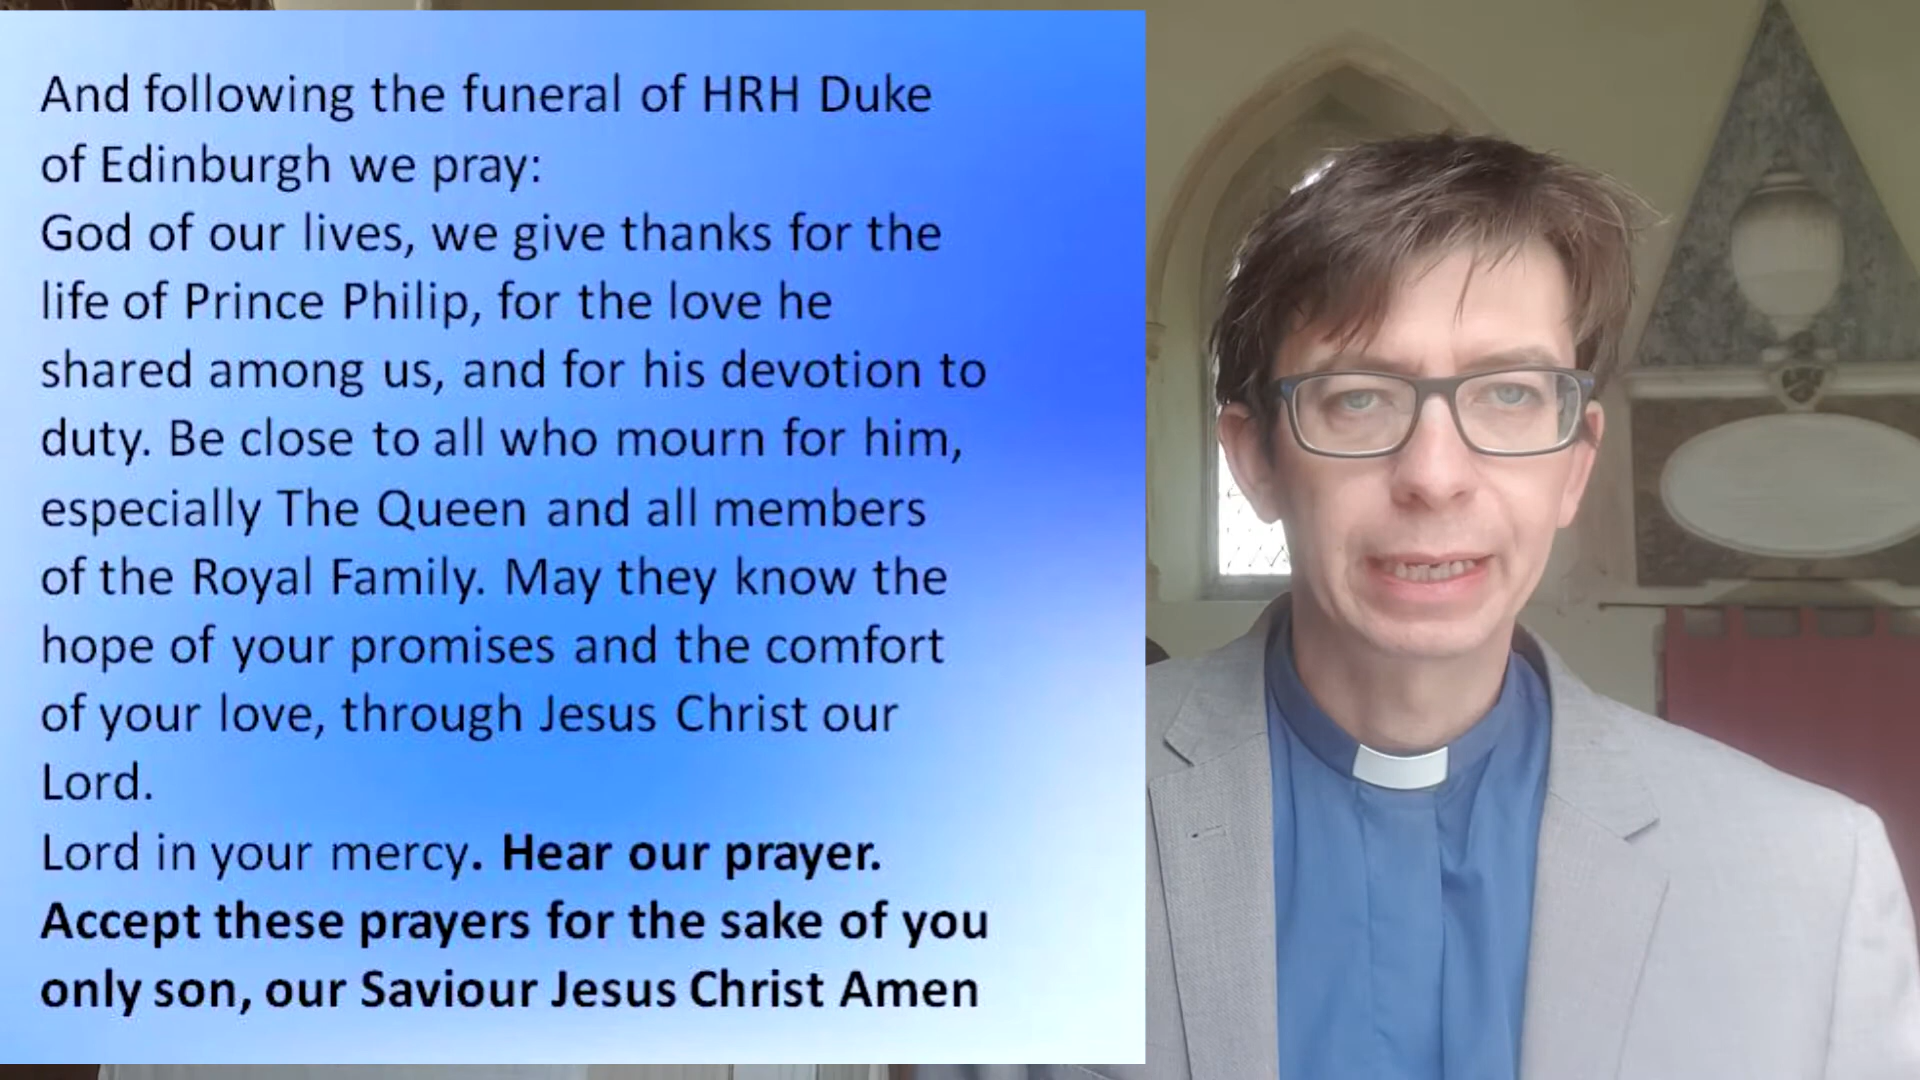 And following the funeral of HRH Duke
of Edinburgh we pray:
God of our lives, we give thanks for the
life of Prince Philip, for the love he
shared among us, and for his devotion to
duty. Be close to all who mourn for him,
especially The Queen and all members
of the Royal Family. May they know the
hope of your promises and the comfort
of your love, through Jesus Christ our
Lord.
Lord in your mercy. Hear our prayer.
Accept these prayers for the sake of you
only son, our Saviour Jesus Christ Amen